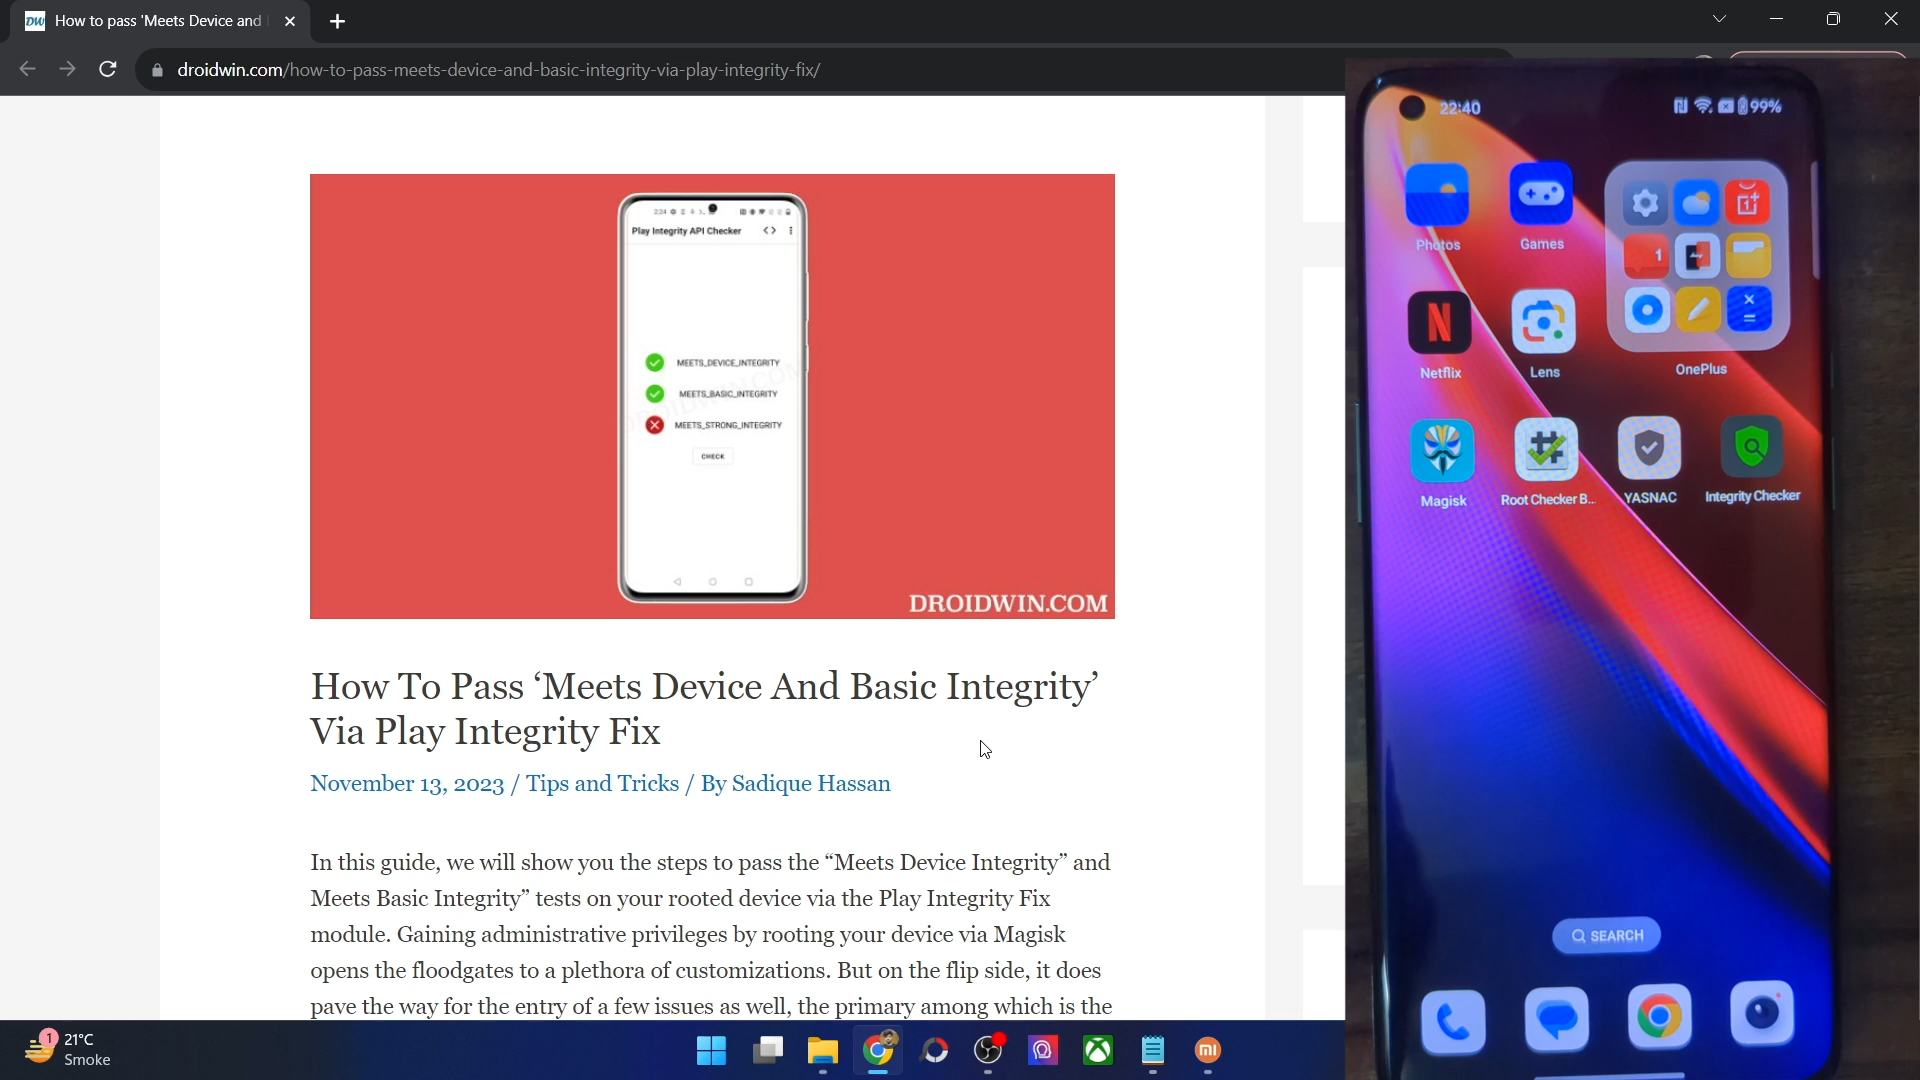 DW How to pass 'Meets Device and
droidwin.com/how-to-pass-meets-device-and-basic-integrity-via-play-integrity-fix/
Play Integrity API Checker
MEETS_DEVICE_INTEGRITY
MEETS_BASIC_INTEGRITY
MEETS_STRONG_INTEGRITY
CHECK
DROIDWIN.COM
How To Pass ‘Meets Device And Basic Integrity’
Via Play Integrity Fix
November 13, 2023 / Tips and Tricks / By Sadique Hassan
In this guide, we will show you the steps to pass the “Meets Device Integrity” and
Meets Basic Integrity” tests on your rooted device via the Play Integrity Fix
module. Gaining administrative privileges by rooting your device via Magisk
opens the floodgates to a plethora of customizations. But on the flip side, it does
pave the way for the entry of a few issues as well, the primary among which is the
1
21°C
Smoke
mi
22:40
99%
Photos
Games
1
OnePlus
Netflix
Lens
Magisk
Root Checker B...
YASNAC
Integrity Checker
SEARCH